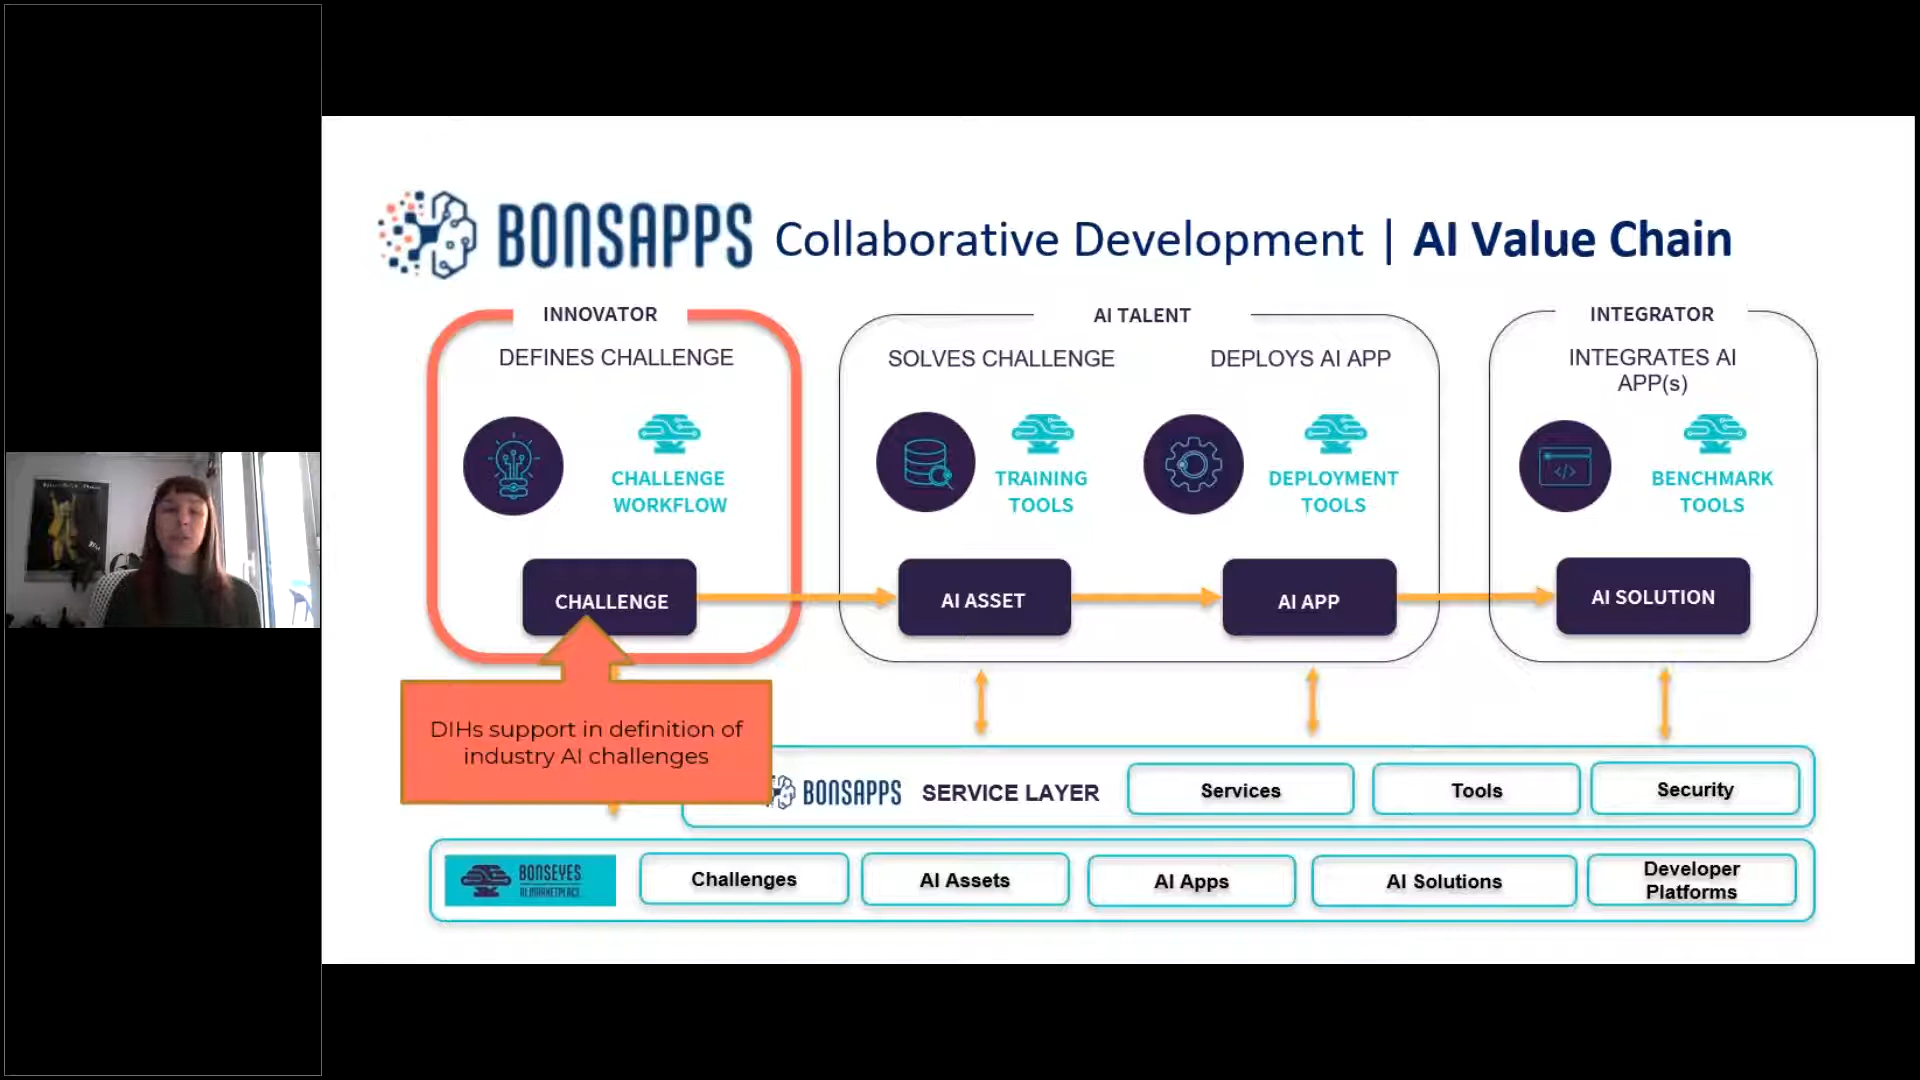 BONSAPPS Collaborative Development | AI Value Chain
INNOVATOR
DEFINES CHALLENGE
CHALLENGE
WORKFLOW
CHALLENGE
AI TALENT
SOLVES CHALLENGE
DEPLOYS AI APP
TRAINING
TOOLS
DEPLOYMENT
TOOLS
AI ASSET
AI APP
INTEGRATOR
INTEGRATES AI
APP(s)
BENCHMARK
TOOLS
AI SOLUTION
DIHs support in definition of
industry AI challenges
BONSAPPS SERVICE LAYER
Services
Tools
Security
BONSEYES
AI MARKETPLACE
Challenges
AI Assets
AI Apps
AI Solutions
Developer
Platforms